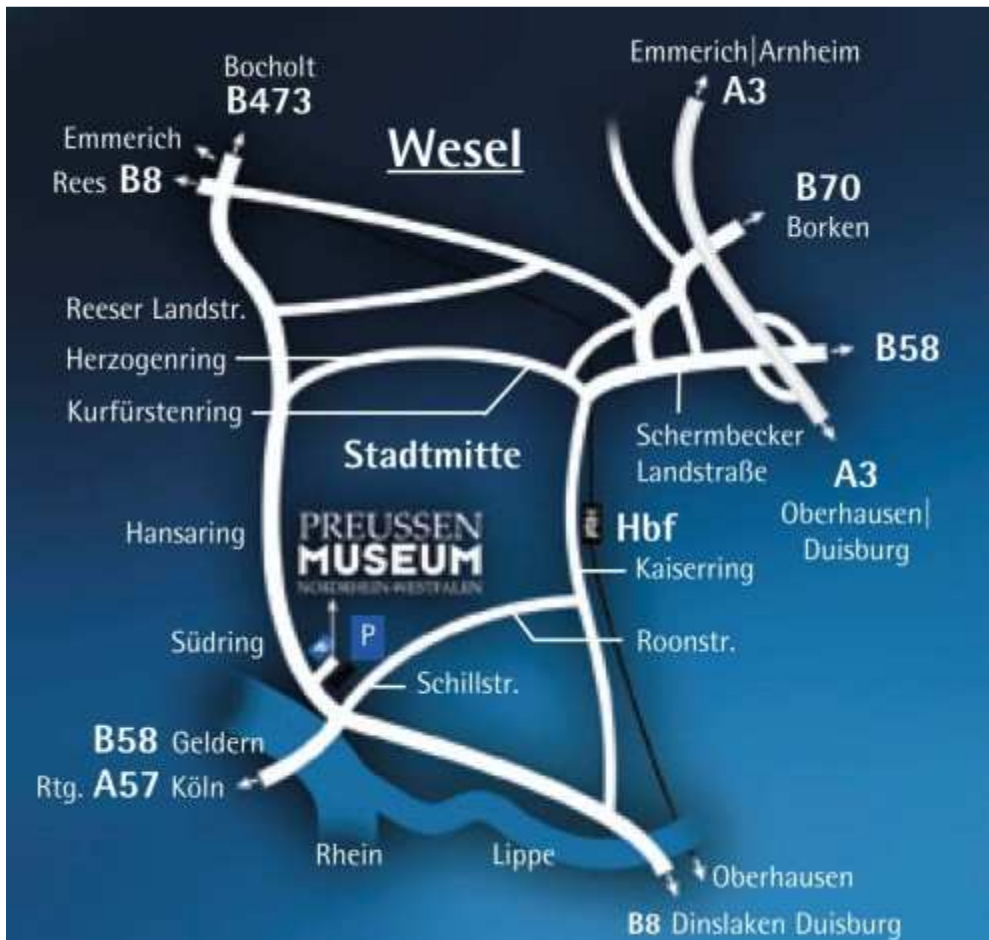 Emmerich|Arnheim
A3
Bocholt
B473
Wesel
Emmerich
Rees B8
B70
Borken
Reeser Landstr.
Herzogenring
B58
Kurfürstenring
Stadtmitte
Schermbecker
Landstraße
A3
Oberhausen|
Duisburg
Hansaring
PREUSSEN
MUSEUM
NORDRHEIN-WESTFALEN
Hbf
Kaiserring
Südring
P
Roonstr.
Schillstr.
B58 Geldern
Rtg. A57 Köln
Rhein
Lippe
Oberhausen
B8 Dinslaken Duisburg